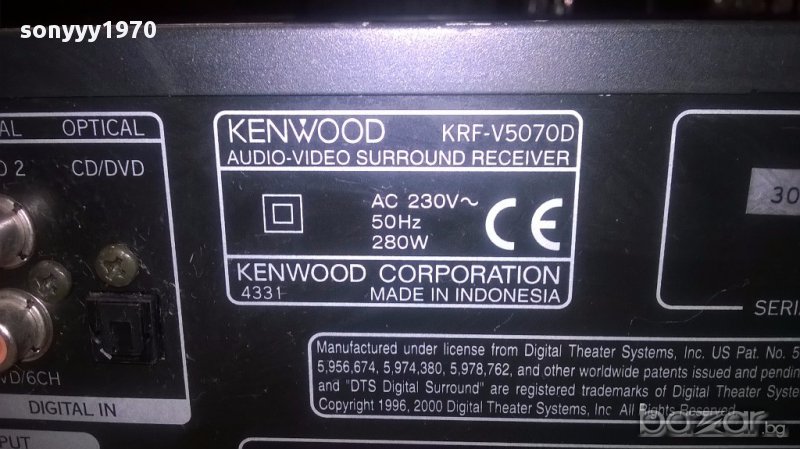 sonyyy1970
AL OPTICAL
O 2 CD/DVD
DVD/6CH
DIGITAL IN
PUT
KENWOOD KRF-V5070D
AUDIO-VIDEO SURROUND RECEIVER
AC 230V~
50Hz
280W
CE
KENWOOD CORPORATION
4331 MADE IN INDONESIA
30
SERIA
Manufactured under license from Digital Theater Systems, Inc. US Pat. No. 5,
5,956,674, 5,974,380, 5,978,762, and other worldwide patents issued and pendin
and "DTS Digital Surround" are registered trademarks of Digital Theater System
Copyright 1996, 2000 Digital Theater Systems, Inc All Rights Reserved
bazar.bg